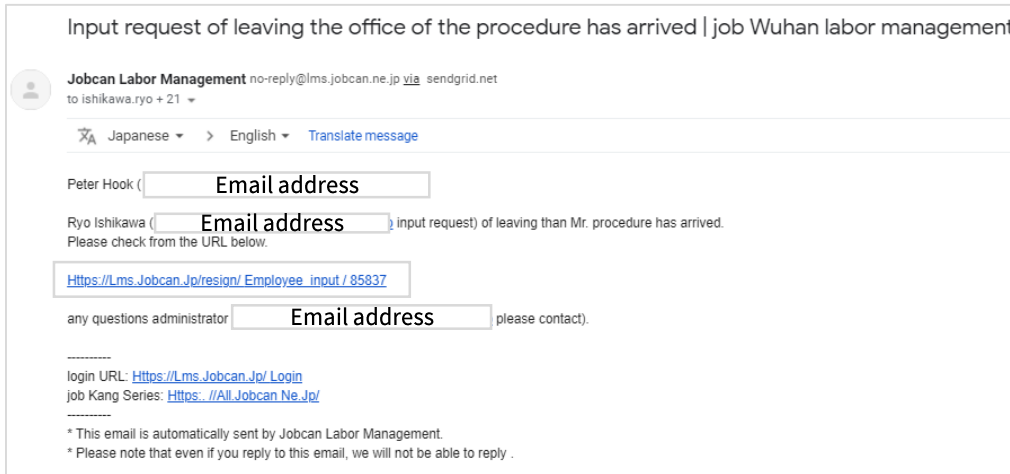 Input request of leaving the office of the procedure has arrived | job Wuhan labor management
Jobcan Labor Management no-reply@lms.jobcan.ne.jp via sendgrid.net
to ishikawa.ryo + 21
Japanese > English Translate message
Peter Hook ( Email address
Ryo Ishikawa ( Email address input request) of leaving than Mr. procedure has arrived.
Please check from the URL below.
Https://Lms.Jobcan.Jp/resign/ Employee_input / 85837
any questions administrator Email address please contact).
----------
login URL: Https://Lms.Jobcan.Jp/ Login
job Kang Series: Https:. //All.Jobcan Ne.Jp/
----------
* This email is automatically sent by Jobcan Labor Management.
* Please note that even if you reply to this email, we will not be able to reply .